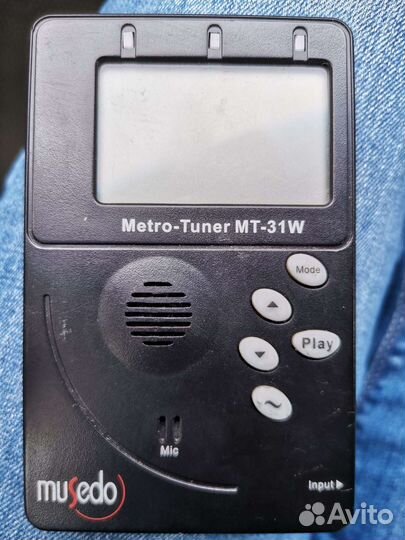 Metro-Tuner MT-31W
Mode
Play
Mic
musedo
Input
Avito